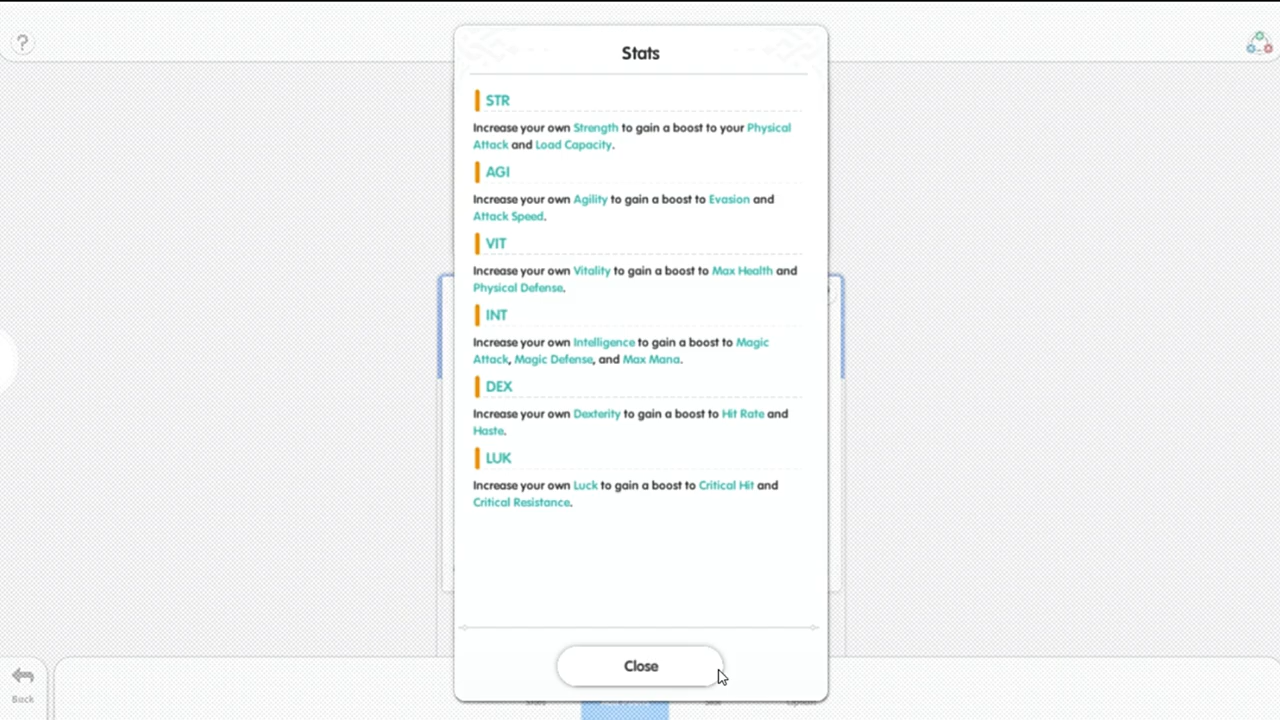 ?
Stats
STR
Increase your own Strength to gain a boost to your Physical
Attack and Load Capacity.
AGI
Increase your own Agility to gain a boost to Evasion and
Attack Speed.
VIT
Increase your own Vitality to gain a boost to Max Health and
Physical Defense.
INT
Increase your own Intelligence to gain a boost to Magic
Attack, Magic Defense, and Max Mana.
DEX
Increase your own Dexterity to gain a boost to Hit Rate and
Haste.
LUK
Increase your own Luck to gain a boost to Critical Hit and
Critical Resistance.
Close
Back